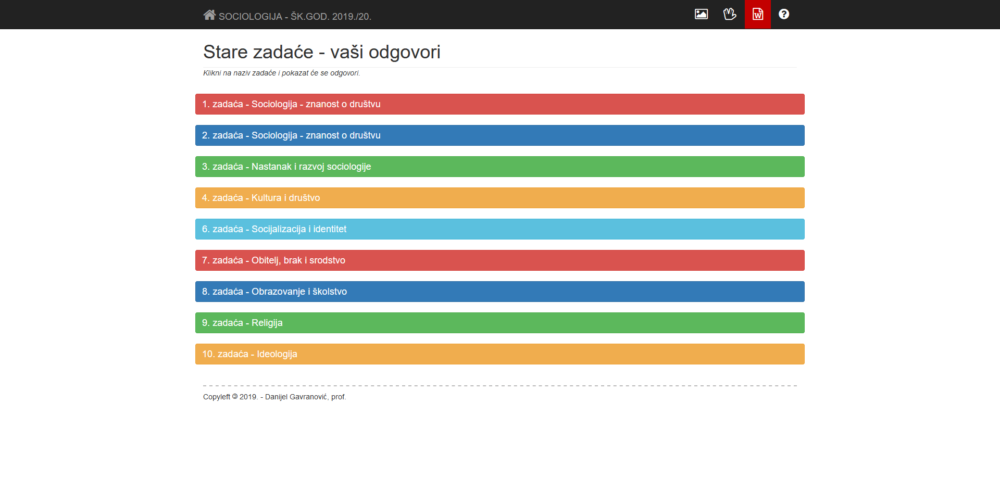 SOCIOLOGIJA - ŠK.GOD. 2019./20.
Stare zadaće - vaši odgovori
Klikni na naziv zadaće i pokazat će se odgovori.
1. zadaća - Sociologija - znanost o društvu
2. zadaća - Sociologija - znanost o društvu
3. zadaća - Nastanak i razvoj sociologije
4. zadaća - Kultura i društvo
6. zadaća - Socijalizacija i identitet
7. zadaća - Obitelj, brak i srodstvo
8. zadaća - Obrazovanje i školstvo
9. zadaća - Religija
10. zadaća - Ideologija
Copyleft 🄯 2019. - Danijel Gavranović, prof.